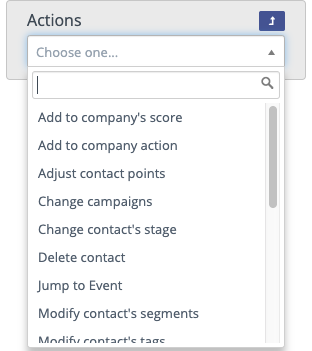 Actions
Choose one...
Add to company's score
Add to company action
Adjust contact points
Change campaigns
Change contact's stage
Delete contact
Jump to Event
Modify contact's segments
Modify contact's tags